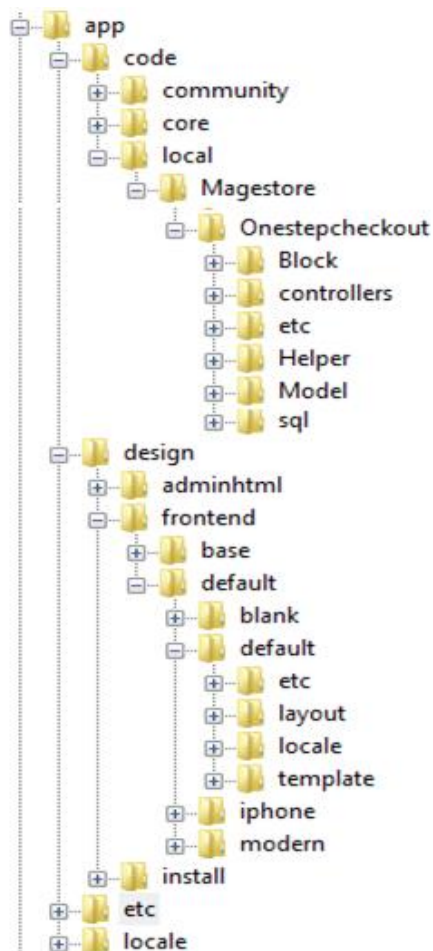 app
code
community
core
local
Magestore
Onestepcheckout
Block
controllers
etc
Helper
Model
sql
design
adminhtml
frontend
base
default
blank
default
etc
layout
locale
template
iphone
modern
install
etc
locale